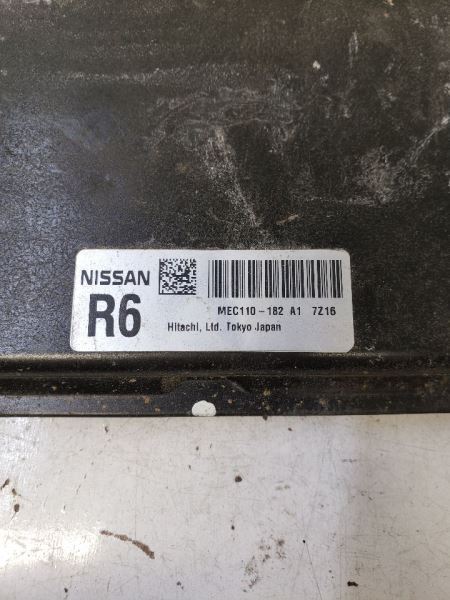 NISSAN
R6
MEC110-182 A1 7Z16
Hitachi, Ltd. Tokyo Japan